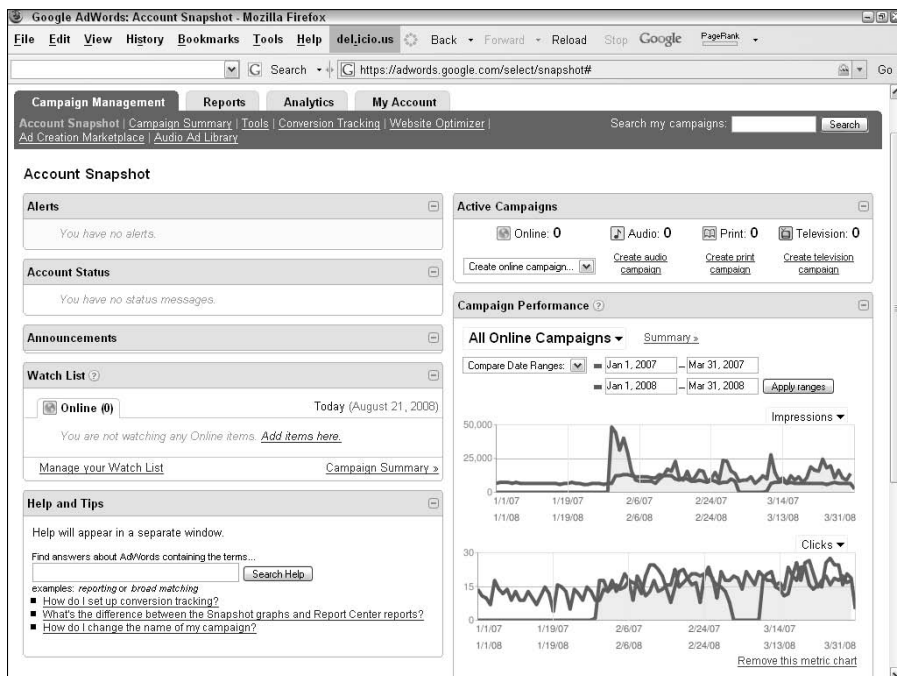 Google AdWords: Account Snapshot - Mozilla Firefox
File Edit View History Bookmarks Tools Help del.icio.us Back Forward Reload Stop Google PageRank
G Search G https://adwords.google.com/select/snapshot# Go
Campaign Management Reports Analytics My Account
Account Snapshot | Campaign Summary | Tools | Conversion Tracking | Website Optimizer |
Ad Creation Marketplace | Audio Ad Library
Search my campaigns: Search
Account Snapshot
Alerts
You have no alerts.
Account Status
You have no status messages.
Announcements
Watch List ?
Online (0) Today (August 21, 2008)
You are not watching any Online items. Add items here.
Manage your Watch List Campaign Summary »
Help and Tips
Help will appear in a separate window.
Find answers about AdWords containing the terms...
Search Help
examples: reporting or broad matching
How do I set up conversion tracking?
What's the difference between the Snapshot graphs and Report Center reports?
How do I change the name of my campaign?
Active Campaigns
Online: 0 Audio: 0 Print: 0 Television: 0
Create online campaign... Create audio campaign Create print campaign Create television campaign
Campaign Performance ?
All Online Campaigns Summary »
Compare Date Ranges: Jan 1, 2007 – Mar 31, 2007
Jan 1, 2008 – Mar 31, 2008 Apply ranges
Impressions
50,000
25,000
0
1/1/07 1/19/07 2/6/07 2/24/07 3/14/07
1/1/08 1/19/08 2/6/08 2/24/08 3/13/08 3/31/08
Clicks
30
15
0
1/1/07 1/19/07 2/6/07 2/24/07 3/14/07
1/1/08 1/19/08 2/6/08 2/24/08 3/13/08 3/31/08
Remove this metric chart